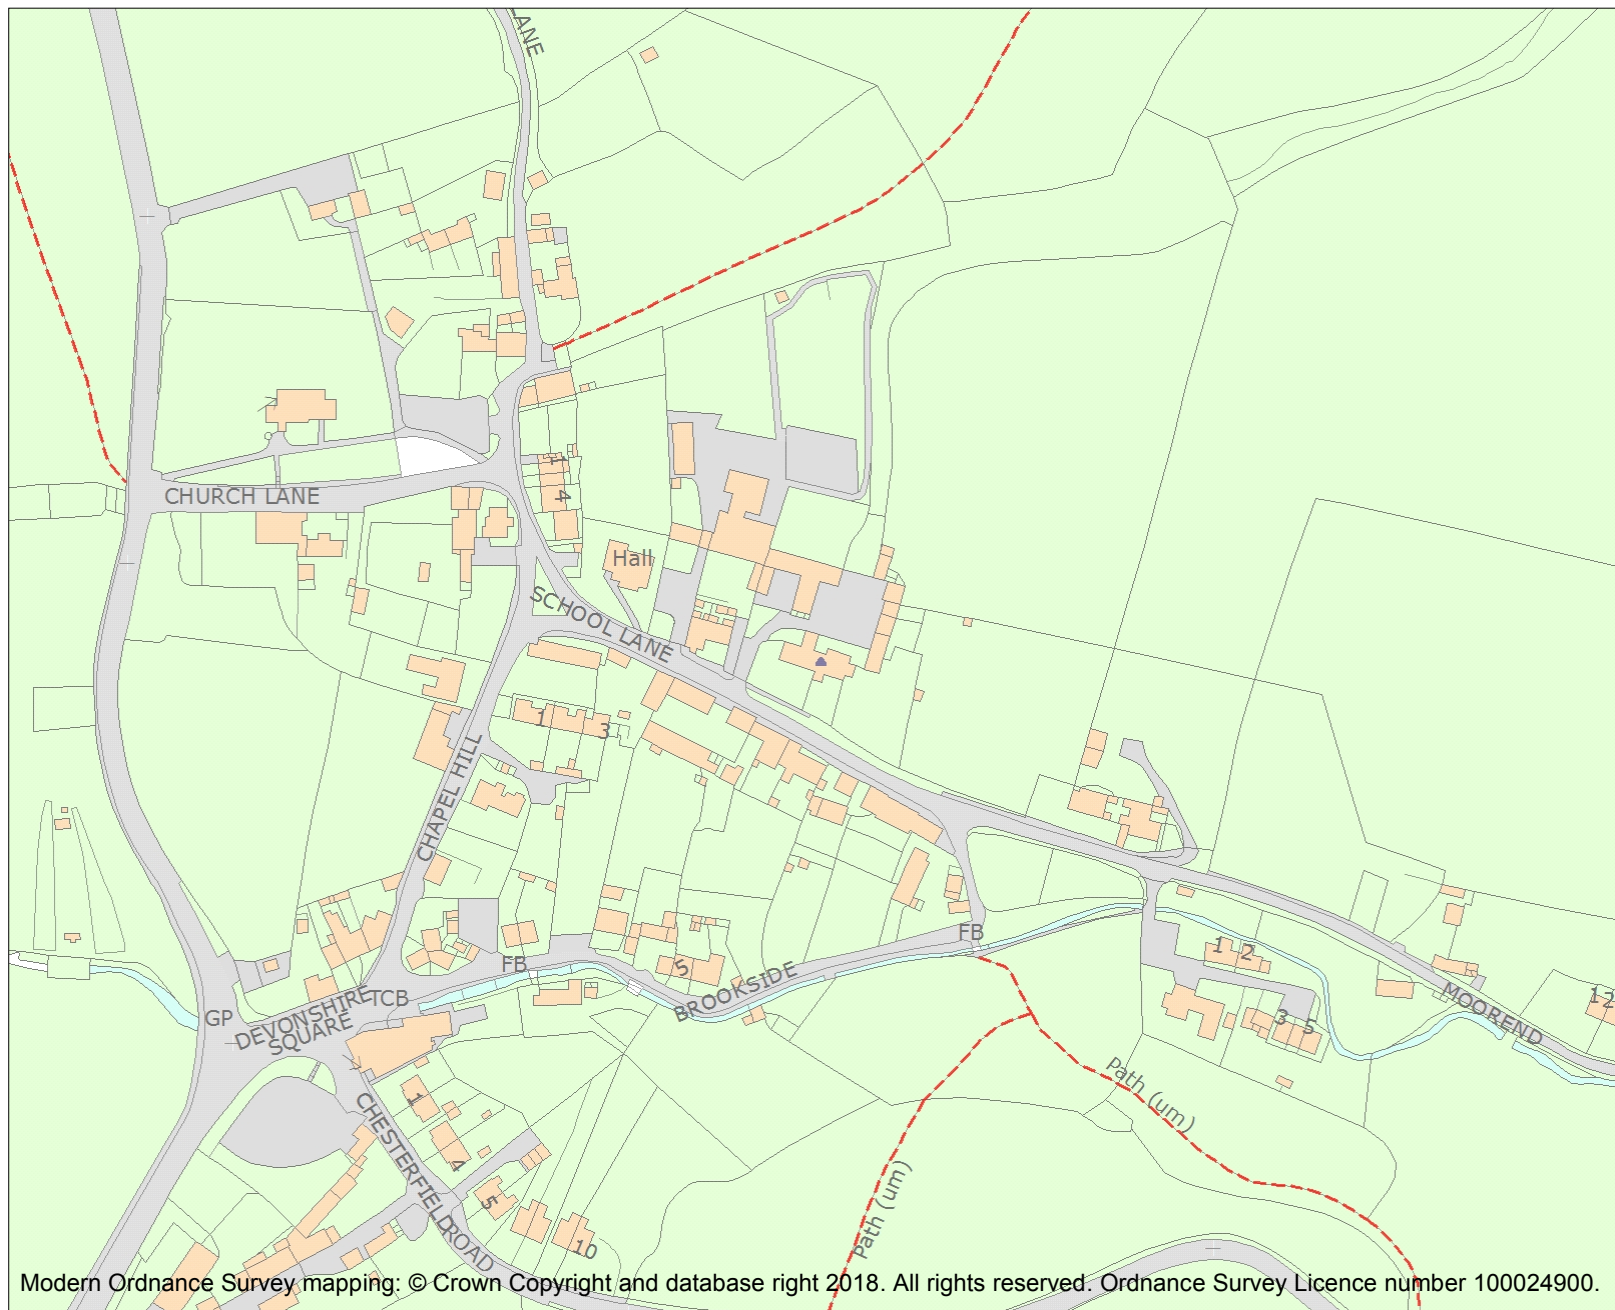 LANE
CHURCH LANE
1
4
Hall
SCHOOL LANE
1
3
CHAPEL HILL
FB
FB
5
BROOKSIDE
1
2
MOOREND
12
3
5
GP
DEVONSHIRE
SQUARE
TCB
Path (um)
1
CHESTERFIELD ROAD
4
5
10
Path (um)
Modern Ordnance Survey mapping: © Crown Copyright and database right 2018. All rights reserved. Ordnance Survey Licence number 100024900.